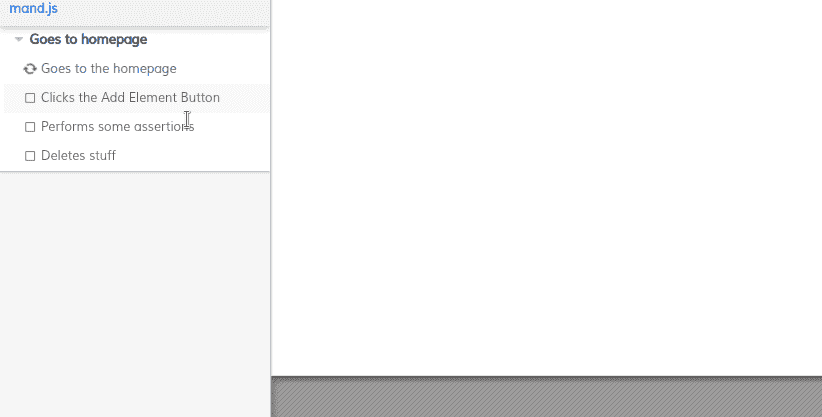 mand.js
Goes to homepage
Goes to the homepage
Clicks the Add Element Button
Performs some assertions
Deletes stuff